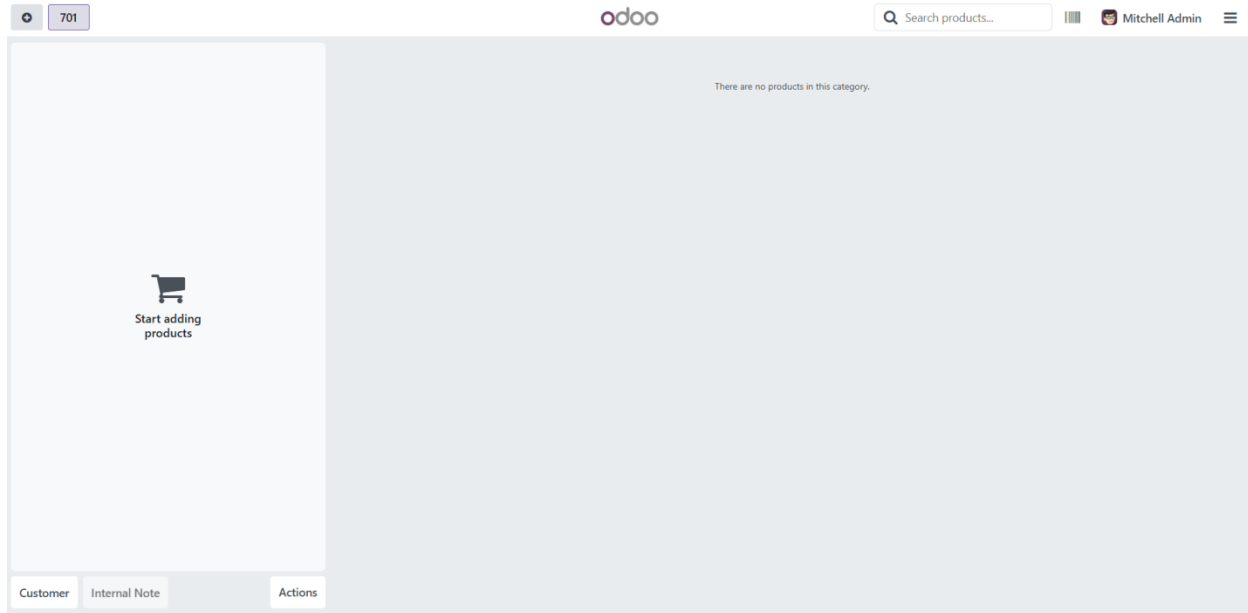 701
odoo
Search products...
Mitchell Admin
There are no products in this category.
Start adding
products
Customer
Internal Note
Actions